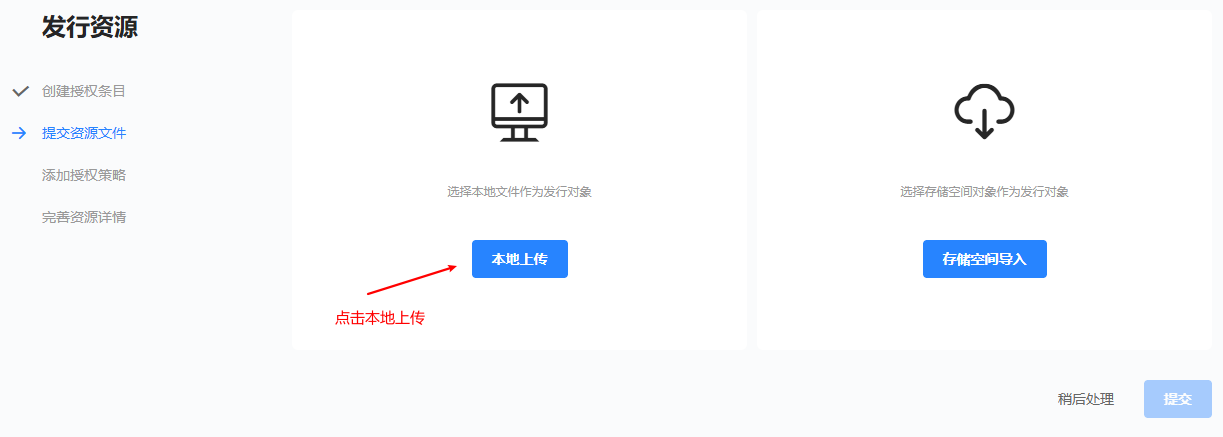 发行资源
创建授权条目
提交资源文件
添加授权策略
完善资源详情
选择本地文件作为发行对象
本地上传
点击本地上传
选择存储空间对象作为发行对象
存储空间导入
稍后处理
提交